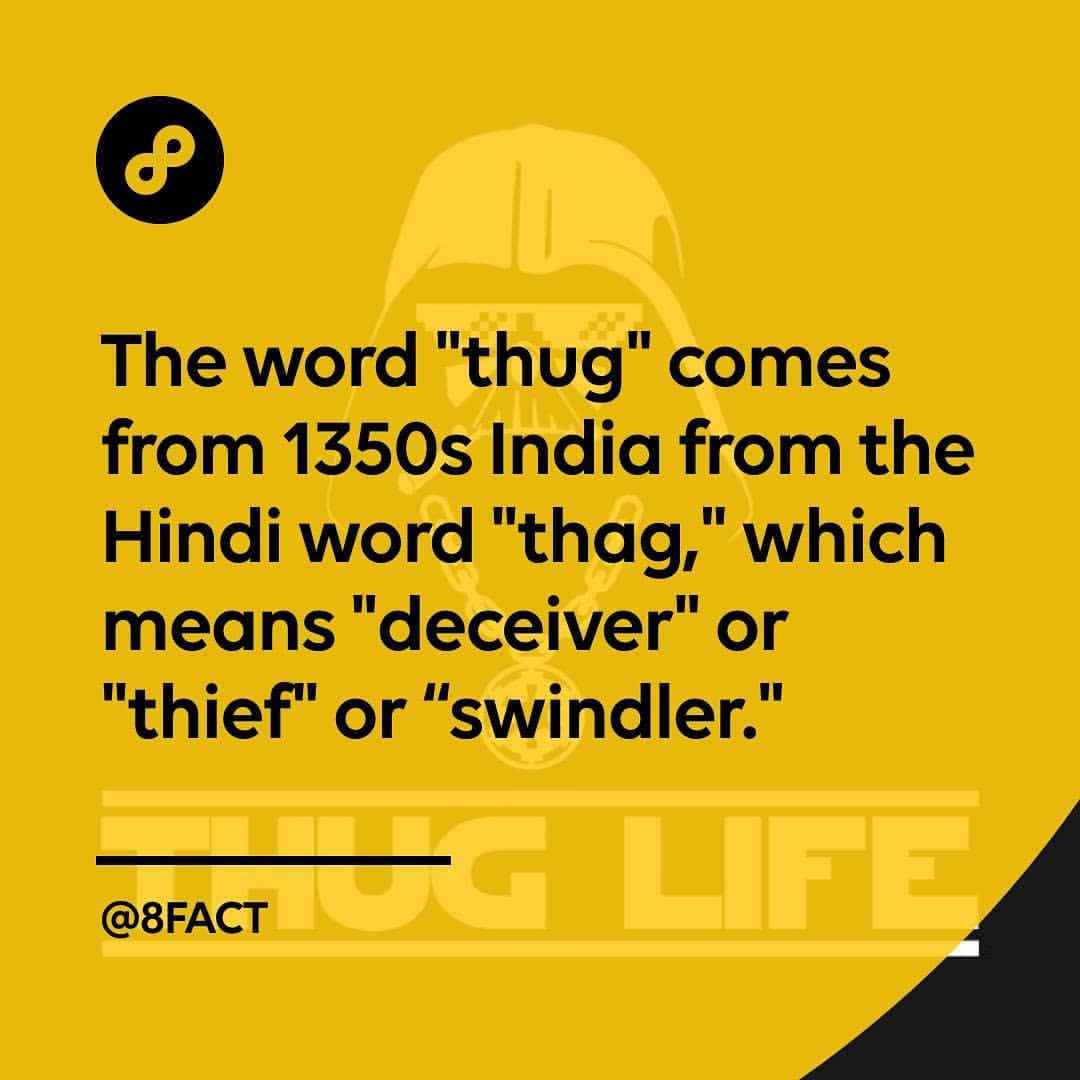 The word "thug" comes
from 1350s India from the
Hindi word "thag," which
means "deceiver" or
"thief" or “swindler."
THUG LIFE
@8FACT